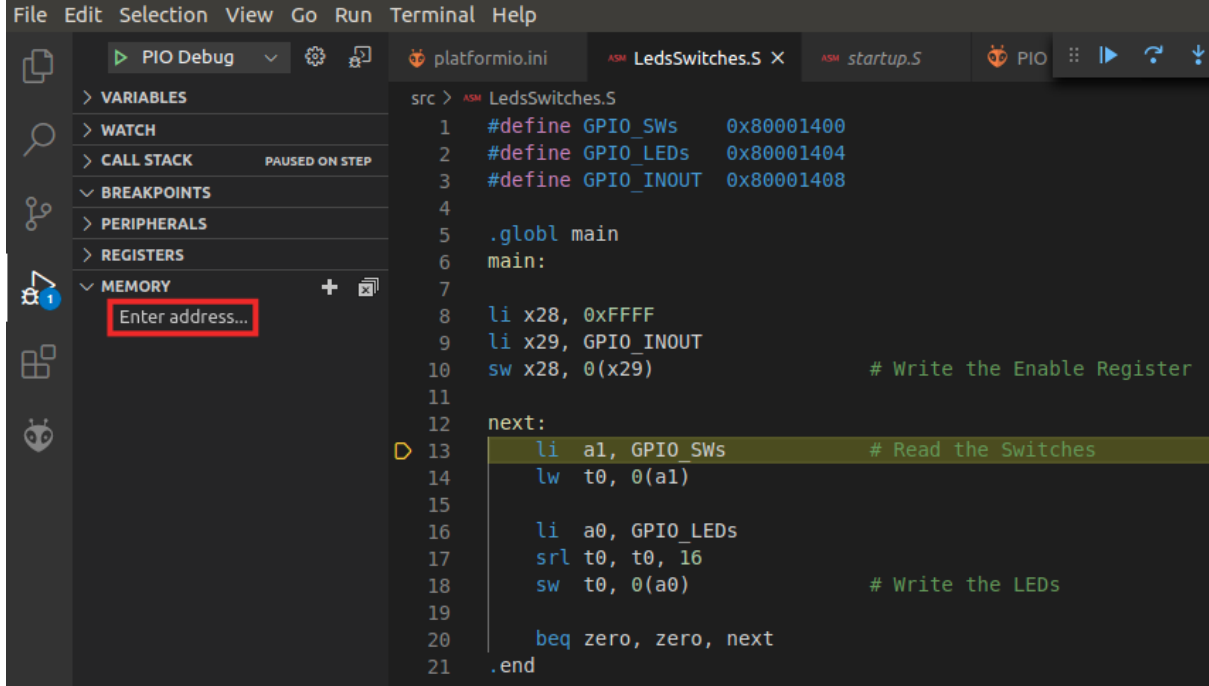 File Edit Selection View Go Run Terminal Help
PIO Debug
VARIABLES
WATCH
CALL STACK PAUSED ON STEP
BREAKPOINTS
PERIPHERALS
REGISTERS
MEMORY
Enter address...
1
platformio.ini ASM LedsSwitches.S ASM startup.S PIO
src > ASM LedsSwitches.S
1 #define GPIO_SWs 0x80001400
2 #define GPIO_LEDs 0x80001404
3 #define GPIO_INOUT 0x80001408
4
5 .globl main
6 main:
7
8 li x28, 0xFFFF
9 li x29, GPIO_INOUT
10 sw x28, 0(x29) # Write the Enable Register
11
12 next:
13 li a1, GPIO_SWs # Read the Switches
14 lw t0, 0(a1)
15
16 li a0, GPIO_LEDs
17 srl t0, t0, 16
18 sw t0, 0(a0) # Write the LEDs
19
20 beq zero, zero, next
21 .end